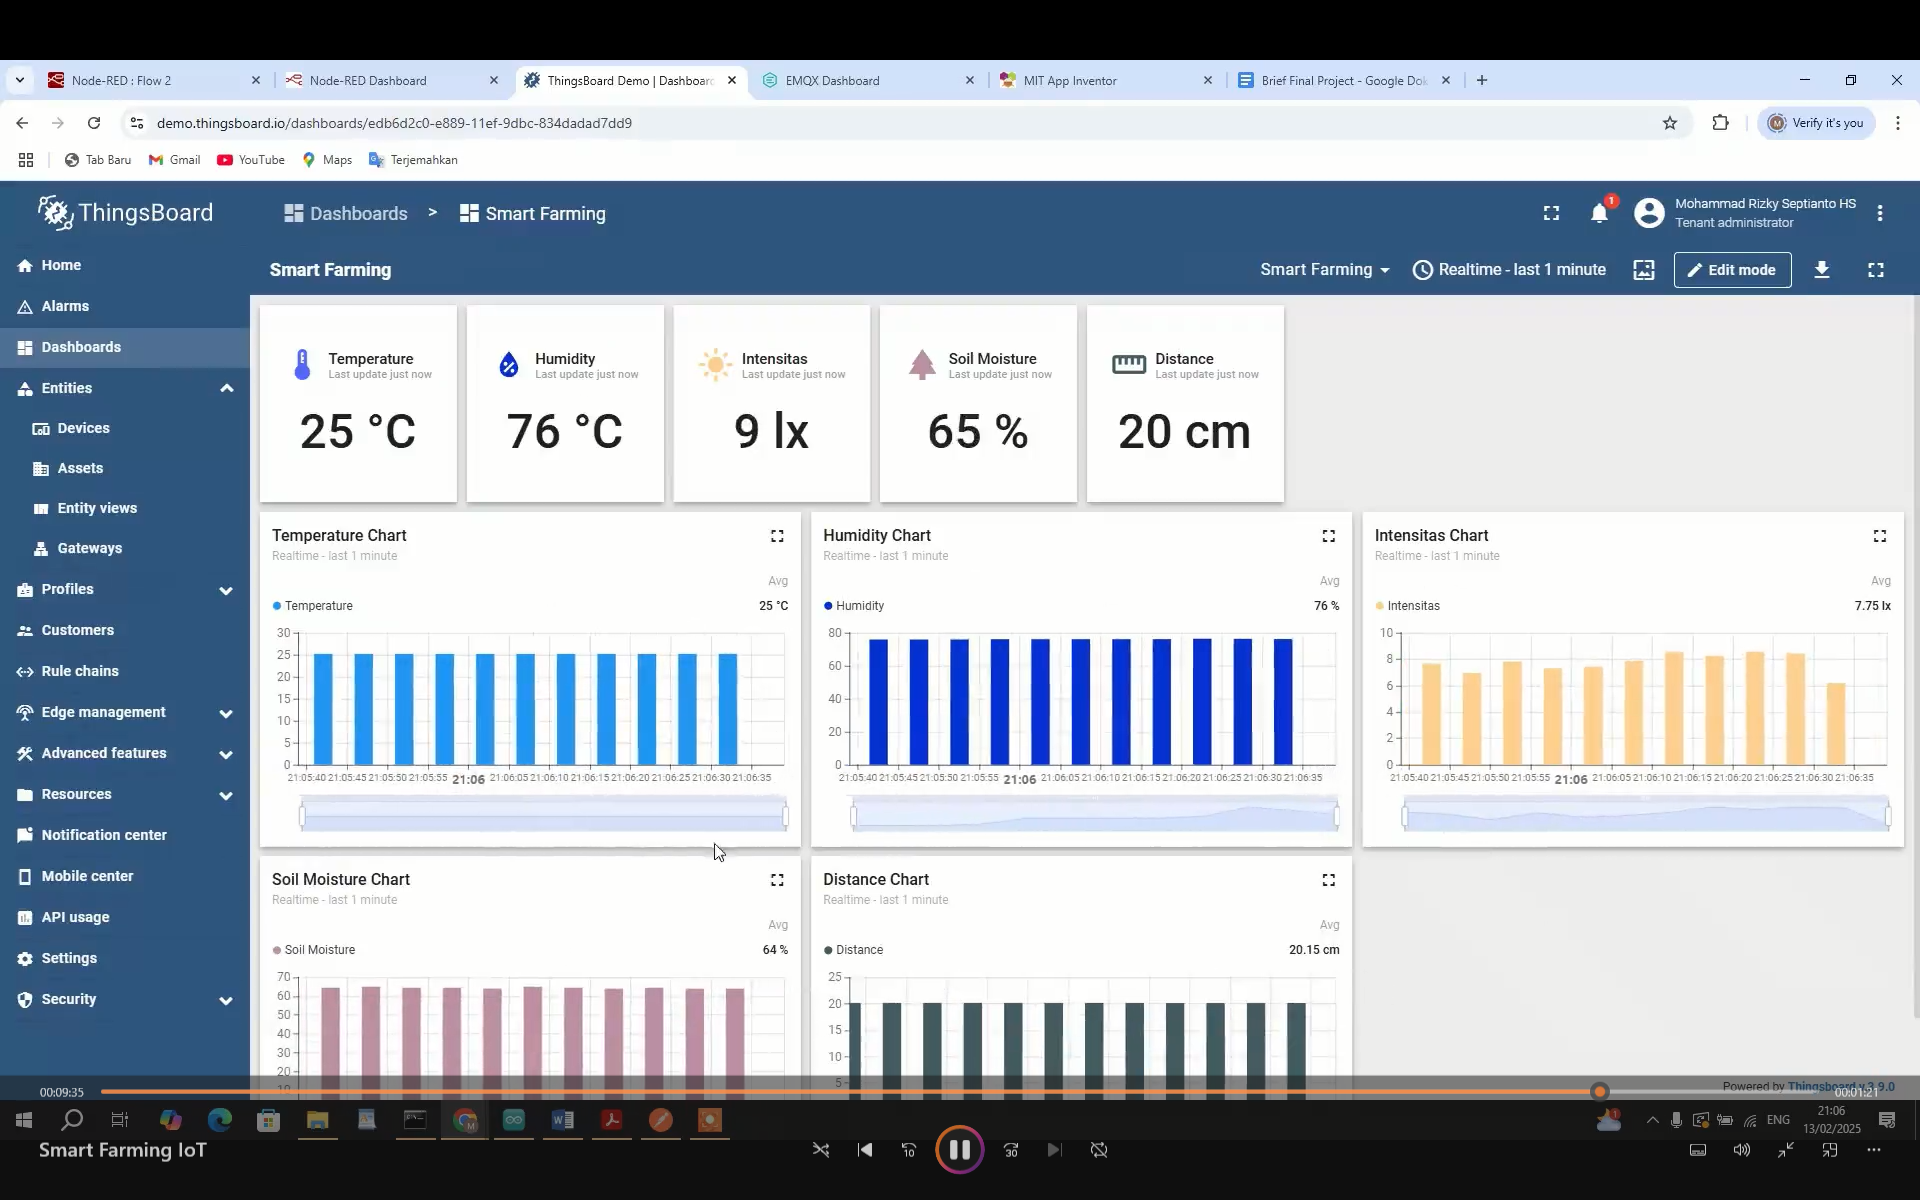 Node-RED : Flow 2
Node-RED Dashboard
ThingsBoard Demo | Dashboar
EMQX Dashboard
MIT App Inventor
Brief Final Project - Google Dok
demo.thingsboard.io/dashboards/edb6d2c0-e889-11ef-9dbc-834dadad7dd9
Verify it's you
Tab Baru
Gmail
YouTube
Maps
Terjemahkan
ThingsBoard
Dashboards > Smart Farming
1
Mohammad Rizky Septianto HS
Tenant administrator
Smart Farming
Smart Farming
Realtime - last 1 minute
Edit mode
Home
Alarms
Dashboards
Entities
Devices
Assets
Entity views
Gateways
Profiles
Customers
Rule chains
Edge management
Advanced features
Resources
Notification center
Mobile center
API usage
Settings
Security
Temperature
Last update just now
25 °C
Humidity
Last update just now
76 °C
Intensitas
Last update just now
9 lx
Soil Moisture
Last update just now
65 %
Distance
Last update just now
20 cm
Temperature Chart
Realtime - last 1 minute
Avg
Temperature 25 °C
30
25
20
15
10
5
0
21:05:40 21:05:45 21:05:50 21:05:55 21:06 21:06:05 21:06:10 21:06:15 21:06:20 21:06:25 21:06:30 21:06:35
Humidity Chart
Realtime - last 1 minute
Avg
Humidity 76 %
80
60
40
20
0
21:05:40 21:05:45 21:05:50 21:05:55 21:06 21:06:05 21:06:10 21:06:15 21:06:20 21:06:25 21:06:30 21:06:35
Intensitas Chart
Realtime - last 1 minute
Avg
Intensitas 7.75 lx
10
8
6
4
2
0
21:05:40 21:05:45 21:05:50 21:05:55 21:06 21:06:05 21:06:10 21:06:15 21:06:20 21:06:25 21:06:30 21:06:35
Soil Moisture Chart
Realtime - last 1 minute
Avg
Soil Moisture 64 %
70
60
50
40
30
20
10
Distance Chart
Realtime - last 1 minute
Avg
Distance 20.15 cm
25
20
15
10
5
Powered by Thingsboard v.3.9.0
00:09:35
00:01:21
ENG
21:06
13/02/2025
Smart Farming IoT
10
30